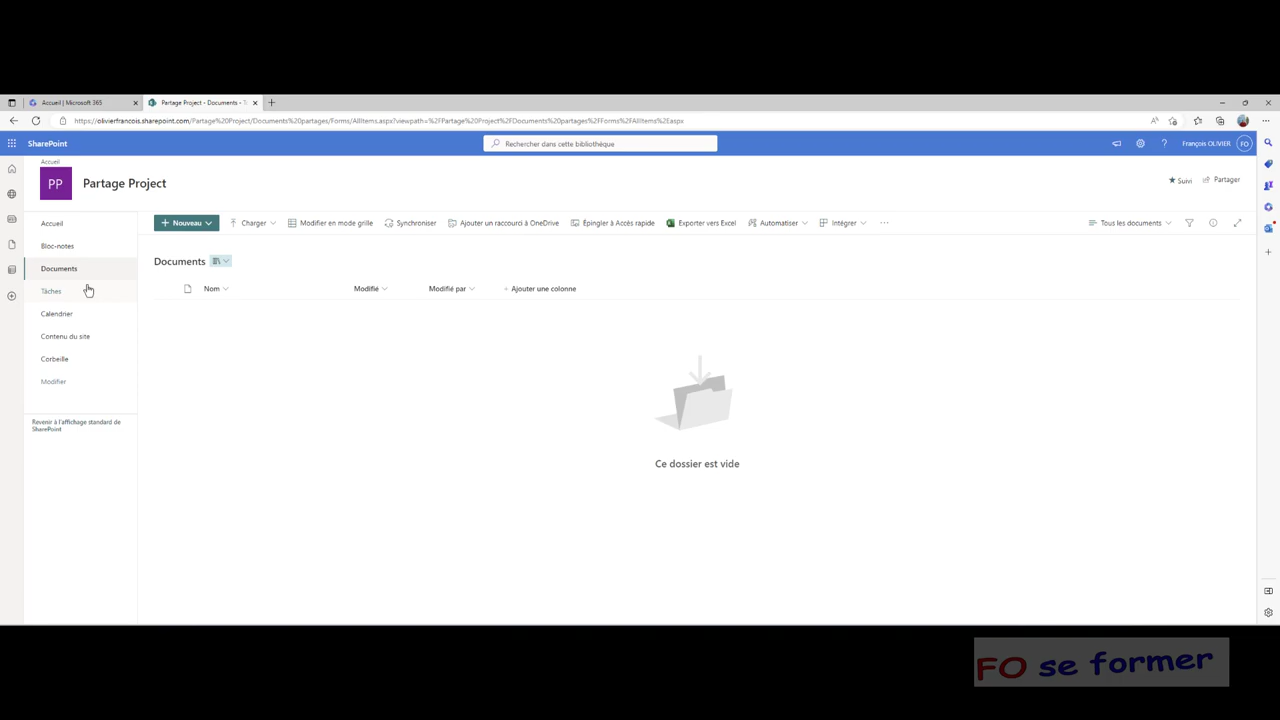 Accueil | Microsoft 365
Partage Project - Documents - T
https://olivierfrancois.sharepoint.com/Partage%20Project/Documents%20partages/Forms/AllItems.aspx?viewpath=%2FPartage%20Project%2FDocuments%20partages%2FForms%2FAllItems%2Easpx
SharePoint
Rechercher dans cette bibliothèque
?
François OLIVIER
FO
Accueil
PP
Partage Project
Suivi
Partager
Accueil
Bloc-notes
Documents
Tâches
Calendrier
Contenu du site
Corbeille
Modifier
Revenir à l'affichage standard de
SharePoint
Nouveau
Charger
Modifier en mode grille
Synchroniser
Ajouter un raccourci à OneDrive
Épingler à Accès rapide
Exporter vers Excel
Automatiser
Intégrer
Tous les documents
Documents
Nom
Modifié
Modifié par
+ Ajouter une colonne
Ce dossier est vide
FO se former